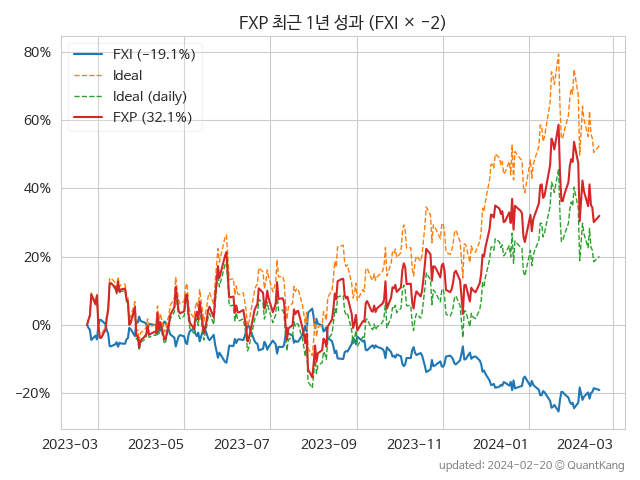 FXP 최근 1년 성과 (FXI × −2)
80%
60%
40%
20%
0%
−20%
FXI (−19.1%)
Ideal
Ideal (daily)
FXP (32.1%)
2023-03
2023-05
2023-07
2023-09
2023-11
2024-01
2024-03
updated: 2024-02-20 © QuantKang